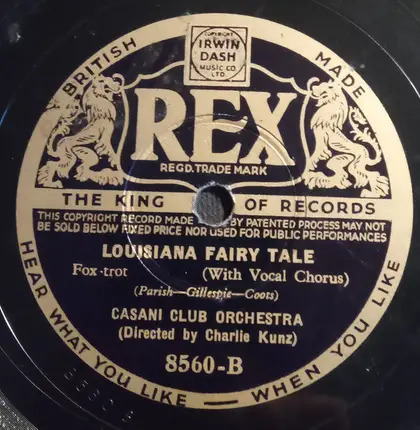 COPYRIGHT
IRWIN
DASH
MUSIC CO.
LTD.
BRITISH MADE
REX
REGD. TRADE MARK
THE KING OF RECORDS
THIS COPYRIGHT RECORD MADE BY PATENTED PROCESS MAY NOT
BE SOLD BELOW FIXED PRICE NOR USED FOR PUBLIC PERFORMANCES
LOUISIANA FAIRY TALE
Fox-trot (With Vocal Chorus)
(Parish—Gillespie—Coots)
CASANI CLUB ORCHESTRA
(Directed by Charlie Kunz)
8560-B
HEAR WHAT YOU LIKE — WHEN YOU LIKE